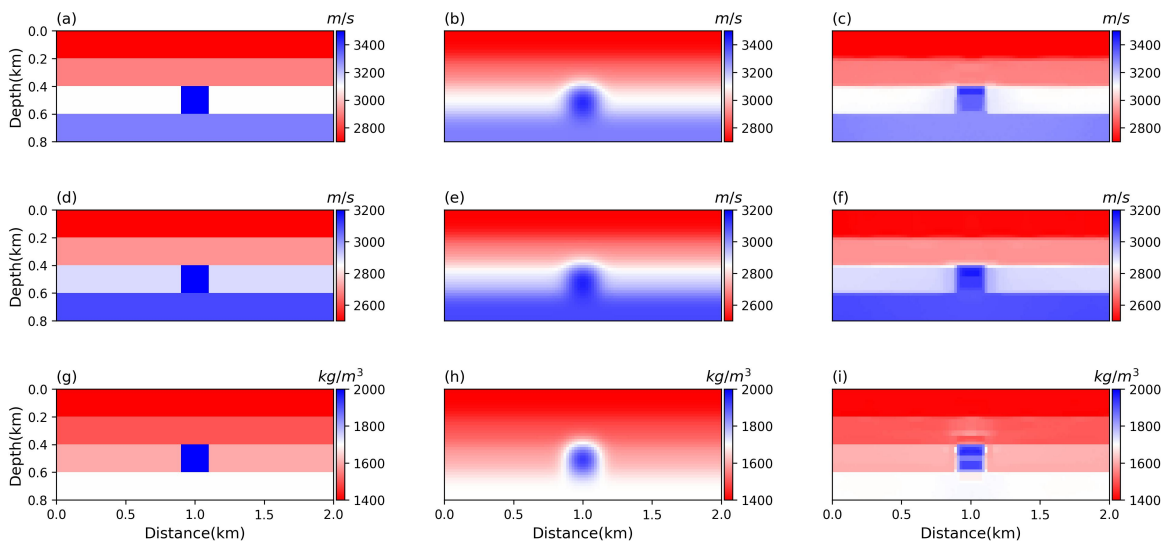 (a) m/s (b) m/s (c) m/s
0.0 0.2 0.4 0.6 0.8 Depth(km) 3400 3200 3000 2800 3400 3200 3000 2800 3400 3200 3000 2800
(d) m/s (e) m/s (f) m/s
0.0 0.2 0.4 0.6 0.8 Depth(km) 3200 3000 2800 2600 3200 3000 2800 2600 3200 3000 2800 2600
(g) kg/m³ (h) kg/m³ (i) kg/m³
0.0 0.2 0.4 0.6 0.8 Depth(km) 2000 1800 1600 1400 2000 1800 1600 1400 2000 1800 1600 1400
0.0 0.5 1.0 1.5 2.0 0.0 0.5 1.0 1.5 2.0 0.0 0.5 1.0 1.5 2.0
Distance(km) Distance(km) Distance(km)